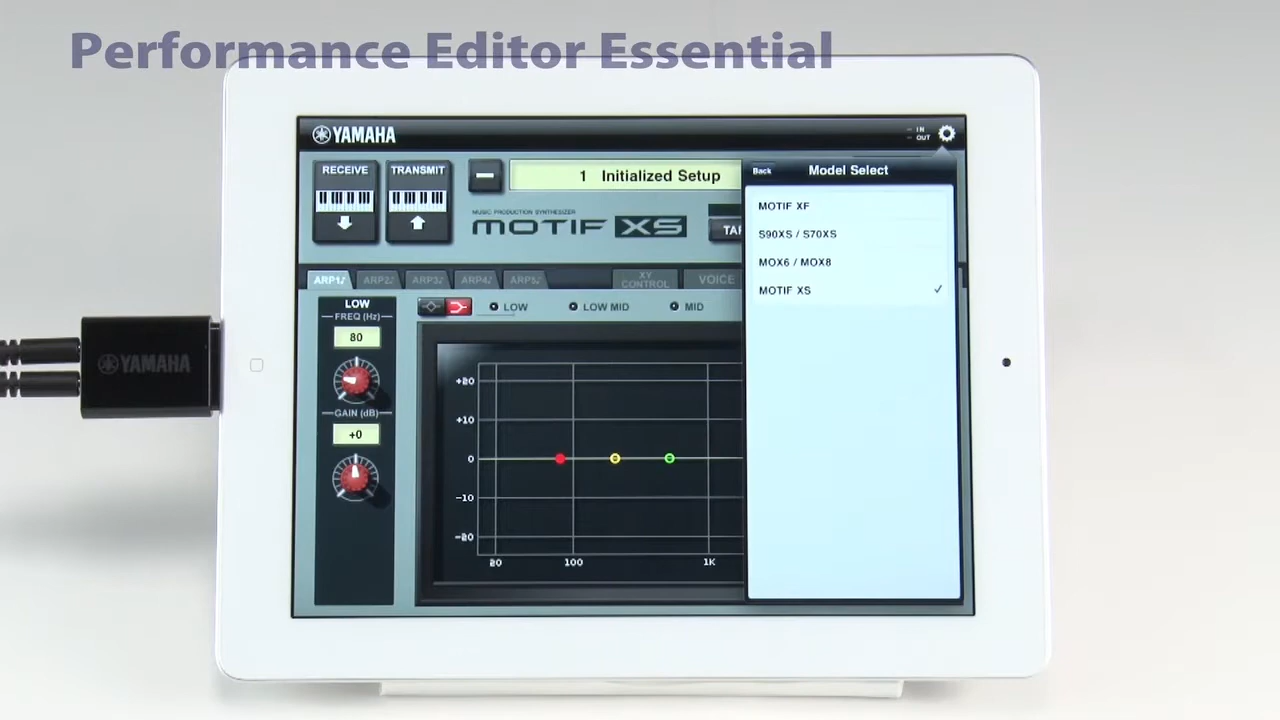 Performance Editor Essential
YAMAHA
IN
OUT
RECEIVE
TRANSMIT
1 Initialized Setup
Back
Model Select
MUSIC PRODUCTION SYNTHESIZER
MOTIF XS
TAP
MOTIF XF
S90XS / S70XS
MOX6 / MOX8
MOTIF XS
ARP1
ARP2
ARP3
ARP4
ARP5
XY
CONTROL
VOICE
LOW
FREQ (Hz)
80
GAIN (dB)
+0
LOW
LOW MID
MID
+20
+10
0
-10
-20
20
100
1K
YAMAHA